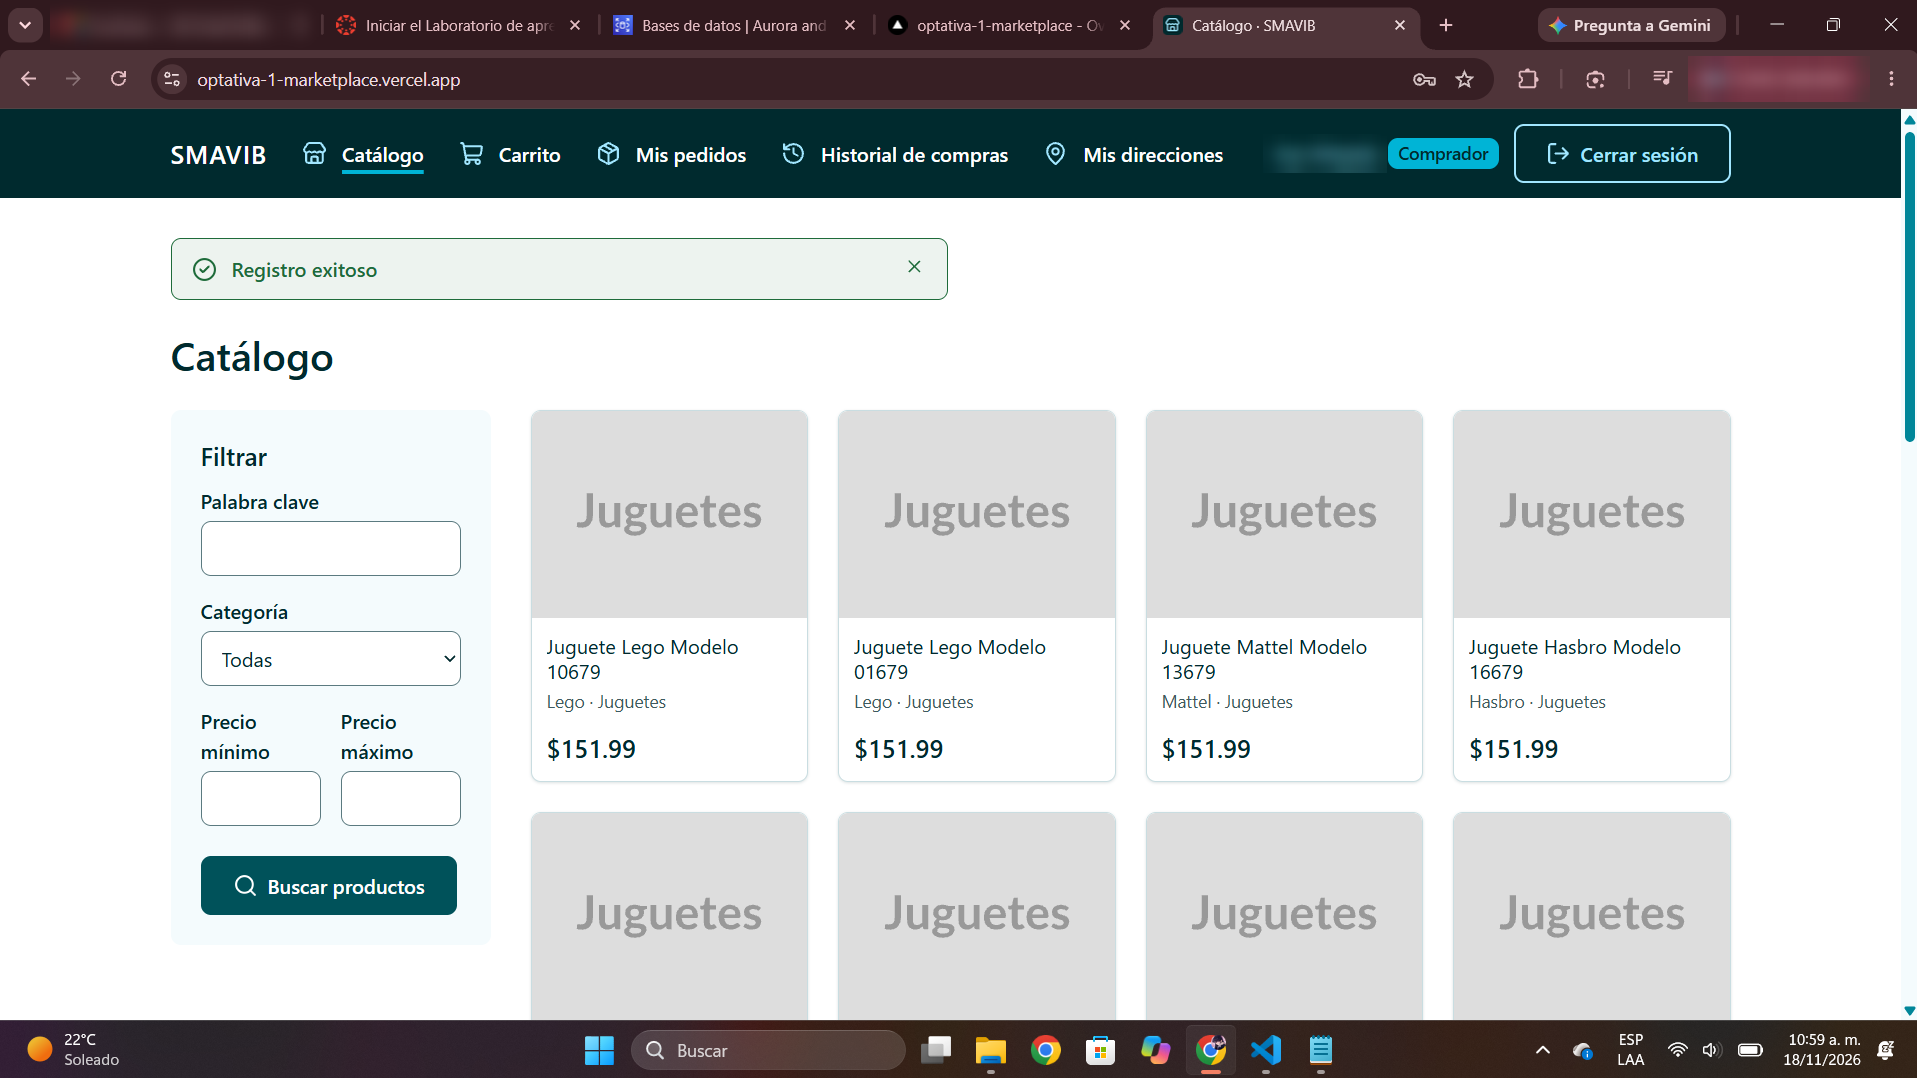 Iniciar el Laboratorio de apre
Bases de datos | Aurora and
optativa-1-marketplace - Ov
Catálogo · SMAVIB
Pregunta a Gemini
optativa-1-marketplace.vercel.app
SMAVIB
Catálogo
Carrito
Mis pedidos
Historial de compras
Mis direcciones
Comprador
Cerrar sesión
Registro exitoso
Catálogo
Filtrar
Palabra clave
Categoría
Todas
Precio mínimo
Precio máximo
Buscar productos
Juguetes
Juguete Lego Modelo
10679
Lego · Juguetes
$151.99
Juguetes
Juguete Lego Modelo
01679
Lego · Juguetes
$151.99
Juguetes
Juguete Mattel Modelo
13679
Mattel · Juguetes
$151.99
Juguetes
Juguete Hasbro Modelo
16679
Hasbro · Juguetes
$151.99
Juguetes
Juguetes
Juguetes
Juguetes
22°C
Soleado
Buscar
ESP
LAA
10:59 a. m.
18/11/2026